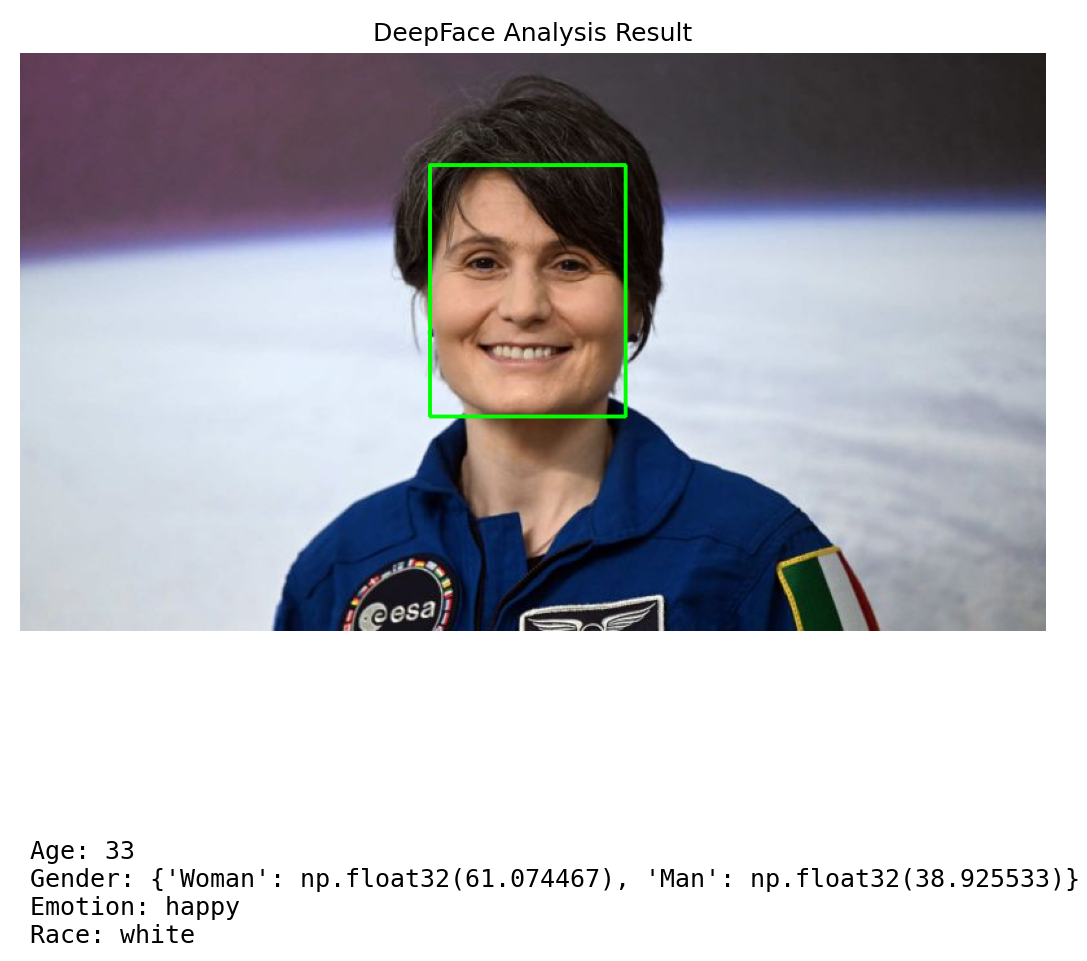 DeepFace Analysis Result
esa
Age: 33
Gender: {'Woman': np.float32(61.074467), 'Man': np.float32(38.925533)}
Emotion: happy
Race: white